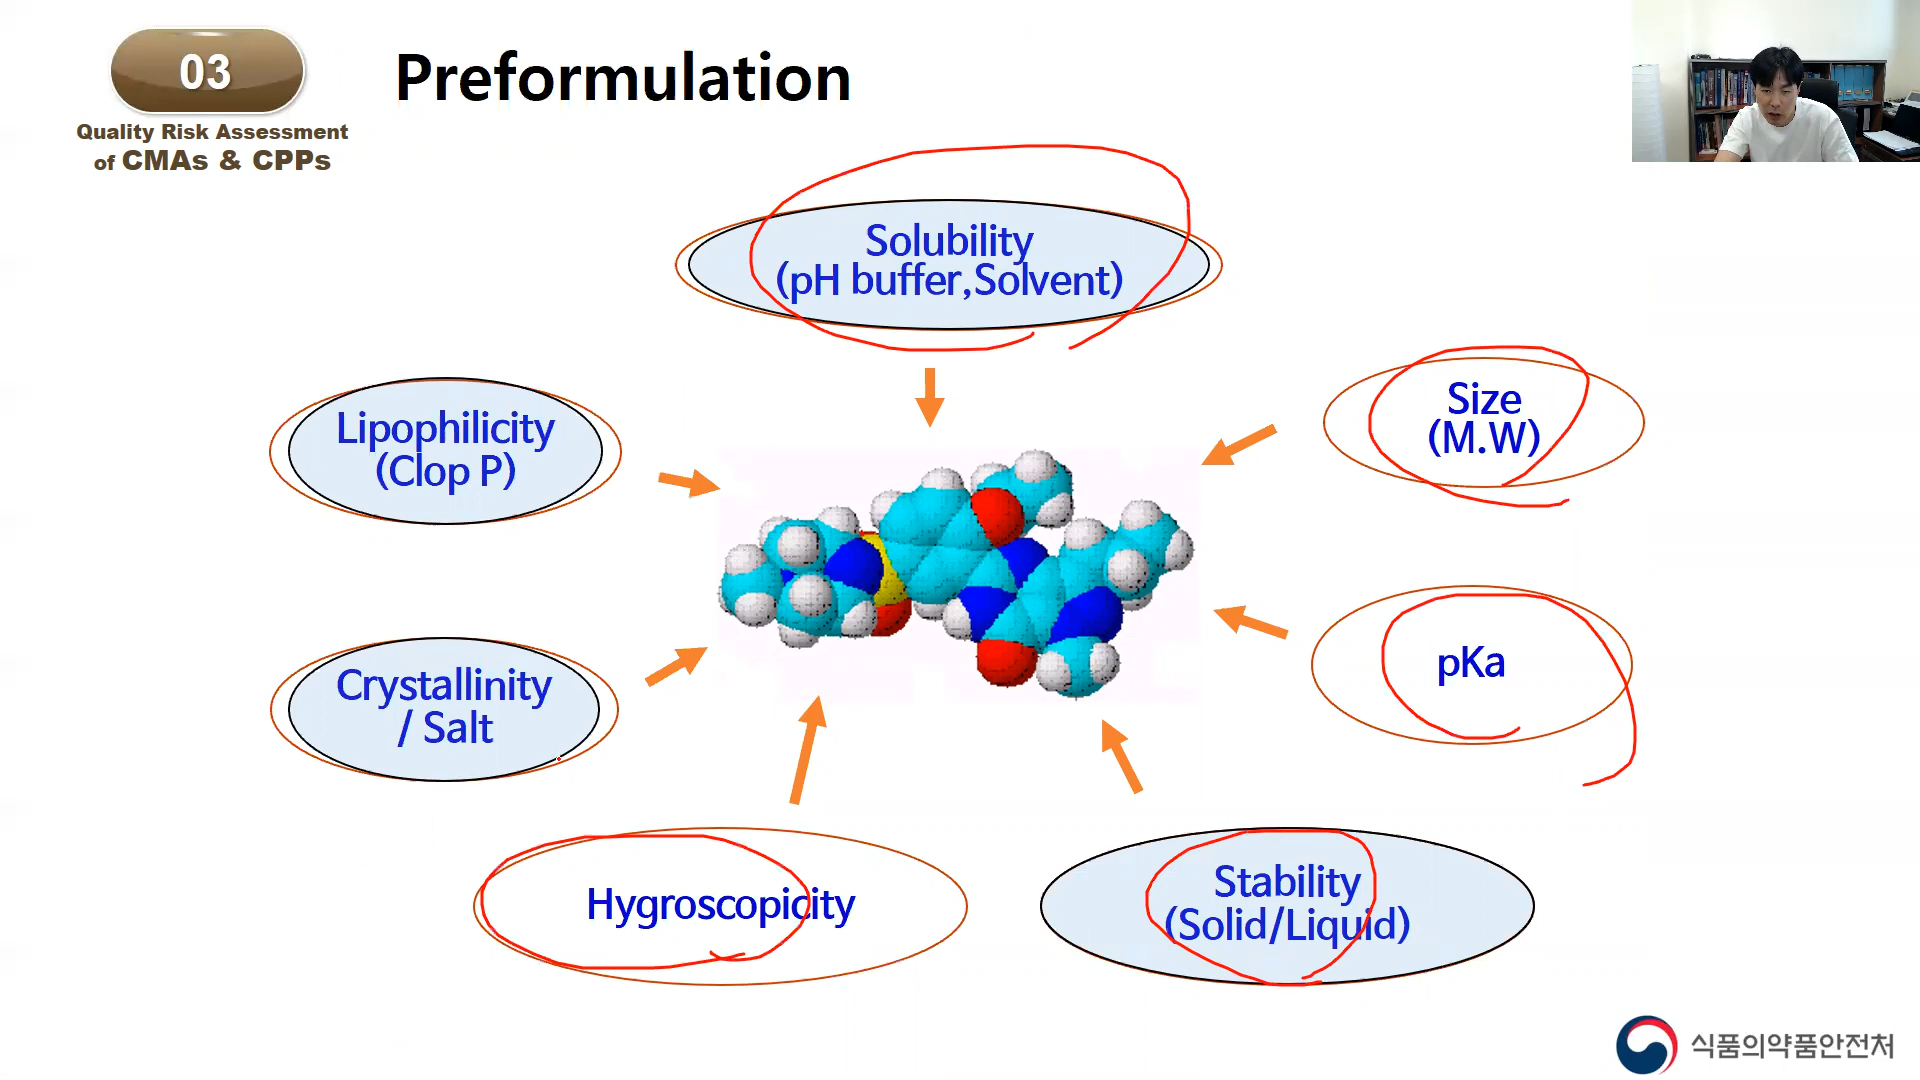 03
Preformulation
Quality Risk Assessment
of CMAs & CPPs
Solubility
(pH buffer,Solvent)
Size
(M.W)
Lipophilicity
(Clop P)
pKa
Crystallinity
/ Salt
Hygroscopicity
Stability
(Solid/Liquid)
식품의약품안전처